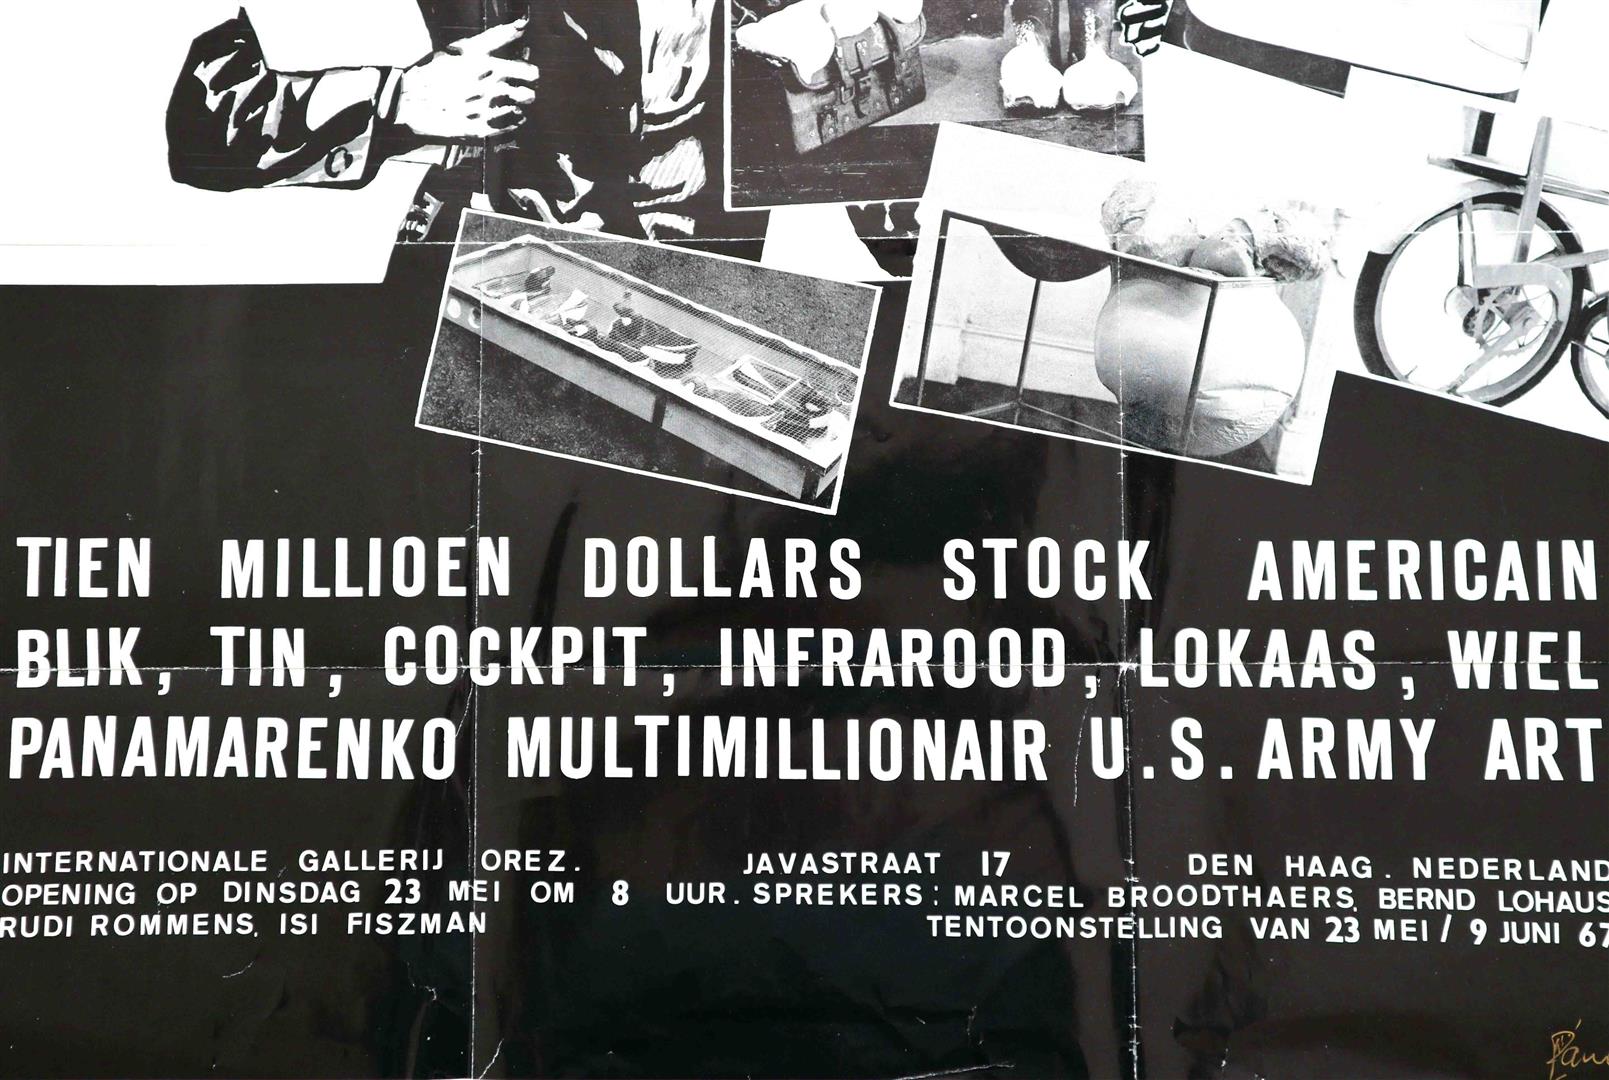 TIEN MILLIOEN DOLLARS STOCK AMERICAIN
BLIK, TIN, COCKPIT, INFRAROOD, LOKAAS, WIEL
PANAMARENKO MULTIMILLIONAIR U.S. ARMY ART
INTERNATIONALE GALLERIJ OREZ. JAVASTRAAT 17 DEN HAAG. NEDERLAND
OPENING OP DINSDAG 23 MEI OM 8 UUR. SPREKERS: MARCEL BROODTHAERS, BERND LOHAUS
RUDI ROMMENS, ISI FISZMAN TENTOONSTELLING VAN 23 MEI / 9 JUNI 67